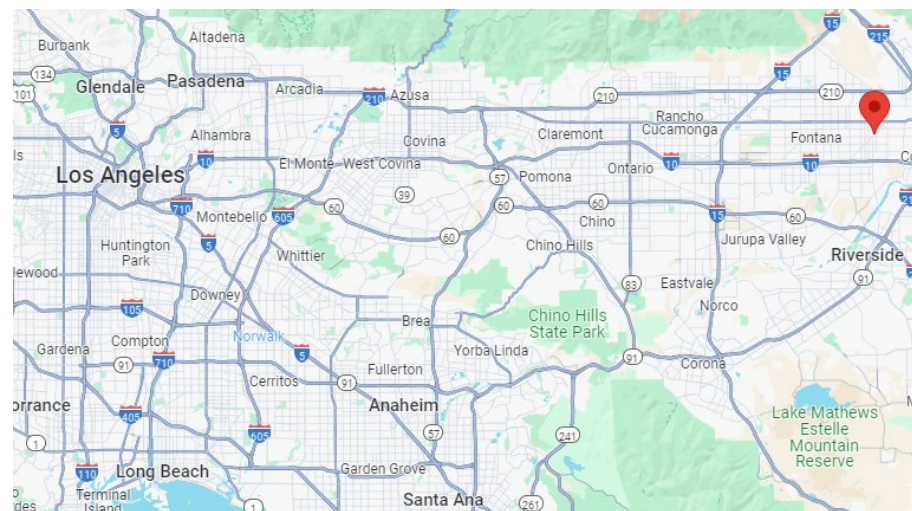 Altadena
Burbank
134
Glendale
Pasadena
101
Arcadia
210
Azusa
5
Alhambra
Covina
10
El Monte
West Covina
Los Angeles
39
57
Pomona
Claremont
210
Rancho
Cucamonga
15
15
215
210
Fontana
10
Ontario
10
710
Montebello
605
60
60
60
60
Chino
15
60
Huntington
Park
5
Whittier
Chino Hills
Jurupa Valley
Riverside
lewood
Downey
83
Eastvale
91
105
Norwalk
Brea
Chino Hills
State Park
Norco
Compton
Gardena
91
710
5
Yorba Linda
91
Corona
Cerritos
91
Fullerton
orrance
405
Anaheim
Lake Mathews
Estelle
Mountain
Reserve
1
605
57
241
110
Long Beach
Garden Grove
Terminal
Island
1
Santa Ana
261